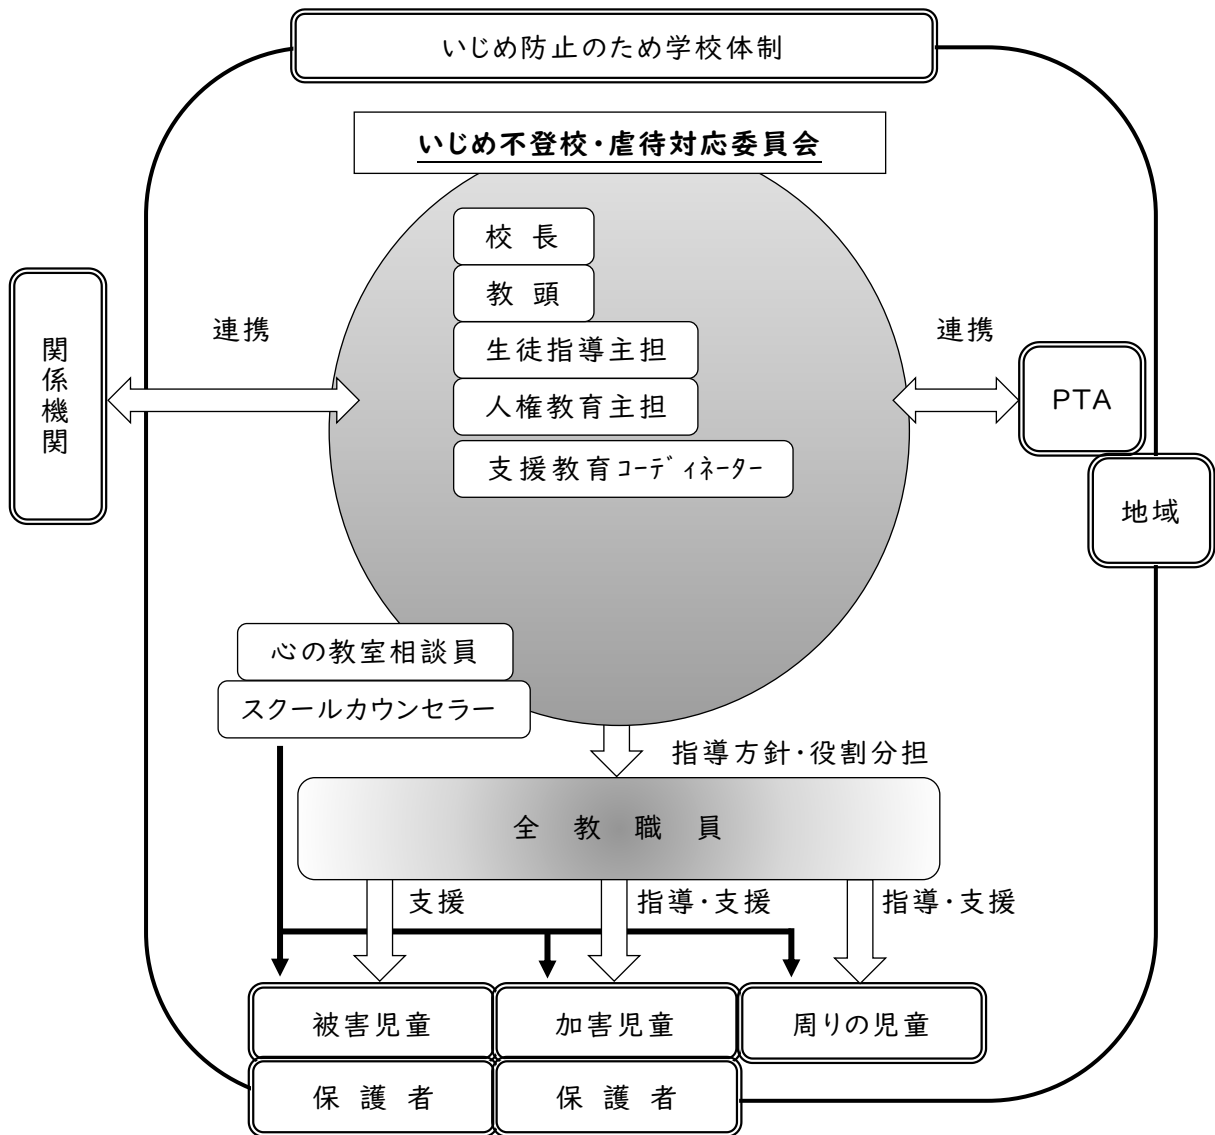 いじめ防止のため学校体制
いじめ不登校・虐待対応委員会
校 長
教 頭
生徒指導主担
人権教育主担
支援教育ｺｰﾃﾞｨﾈｰﾀｰ
連携
関係機関
連携
PTA
地域
心の教室相談員
スクールカウンセラー
指導方針・役割分担
全 教 職 員
支援
指導・支援
指導・支援
被害児童
加害児童
周りの児童
保 護 者
保 護 者